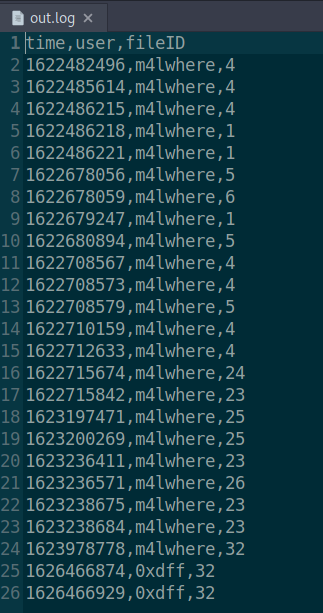 out.log
1 time,user,fileID
2 1622482496,m4lwhere,4
3 1622485614,m4lwhere,4
4 1622486215,m4lwhere,4
5 1622486218,m4lwhere,1
6 1622486221,m4lwhere,1
7 1622678056,m4lwhere,5
8 1622678059,m4lwhere,6
9 1622679247,m4lwhere,1
10 1622680894,m4lwhere,5
11 1622708567,m4lwhere,4
12 1622708573,m4lwhere,4
13 1622708579,m4lwhere,5
14 1622710159,m4lwhere,4
15 1622712633,m4lwhere,4
16 1622715674,m4lwhere,24
17 1622715842,m4lwhere,23
18 1623197471,m4lwhere,25
19 1623200269,m4lwhere,25
20 1623236411,m4lwhere,23
21 1623236571,m4lwhere,26
22 1623238675,m4lwhere,23
23 1623238684,m4lwhere,23
24 1623978778,m4lwhere,32
25 1626466874,0xdff,32
26 1626466929,0xdff,32